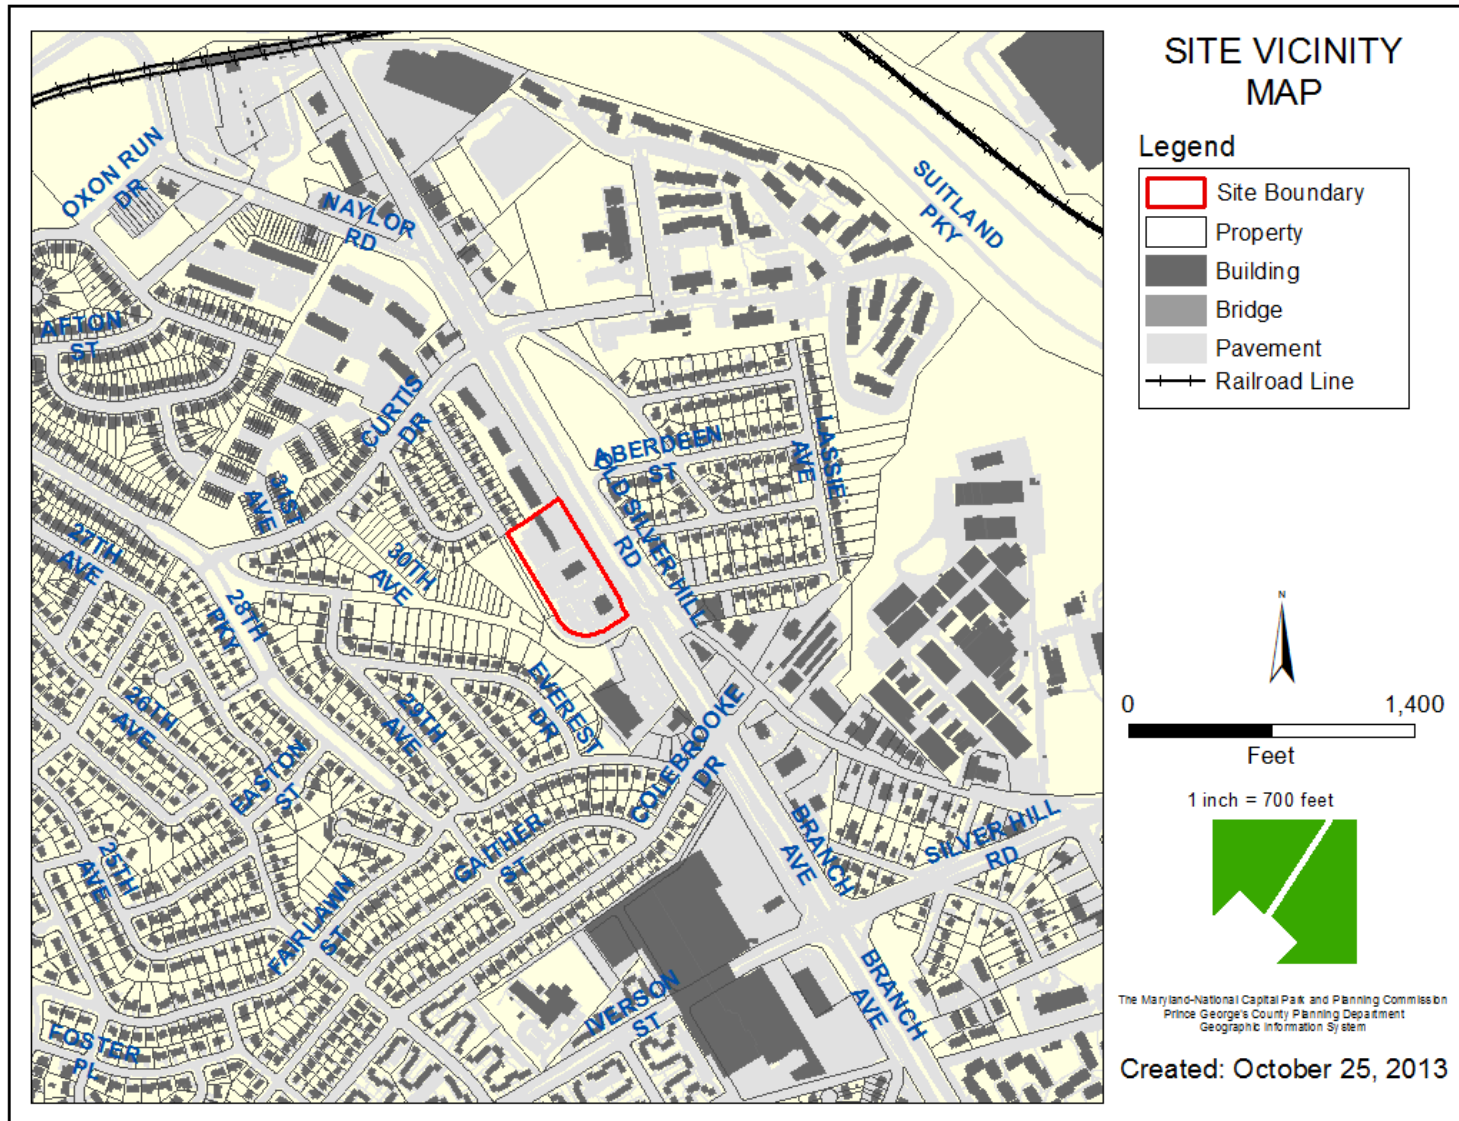 SITE VICINITY
MAP
Legend
Site Boundary
Property
Building
Bridge
Pavement
Railroad Line
N
0 1,400
Feet
1 inch = 700 feet
The Maryland-National Capital Park and Planning Commission
Prince George's County Planning Department
Geographic Information System
Created: October 25, 2013
OXON RUN
DR
NAYLOR
RD
SUITLAND
PKY
AFTON
ST
CURTIS
DR
ABERDEEN
ST
LASSIE
AVE
OLD SILVER HILL
RD
31ST
AVE
30TH
AVE
27TH
AVE
28TH
PKY
26TH
AVE
29TH
AVE
EVEREST
DR
EASTON
ST
COLEBROOKE
DR
BRANCH
AVE
SILVER HILL
RD
GAITHER
ST
25TH
AVE
FAIRLAWN
ST
IVERSON
ST
BRANCH
AVE
FOSTER
PL